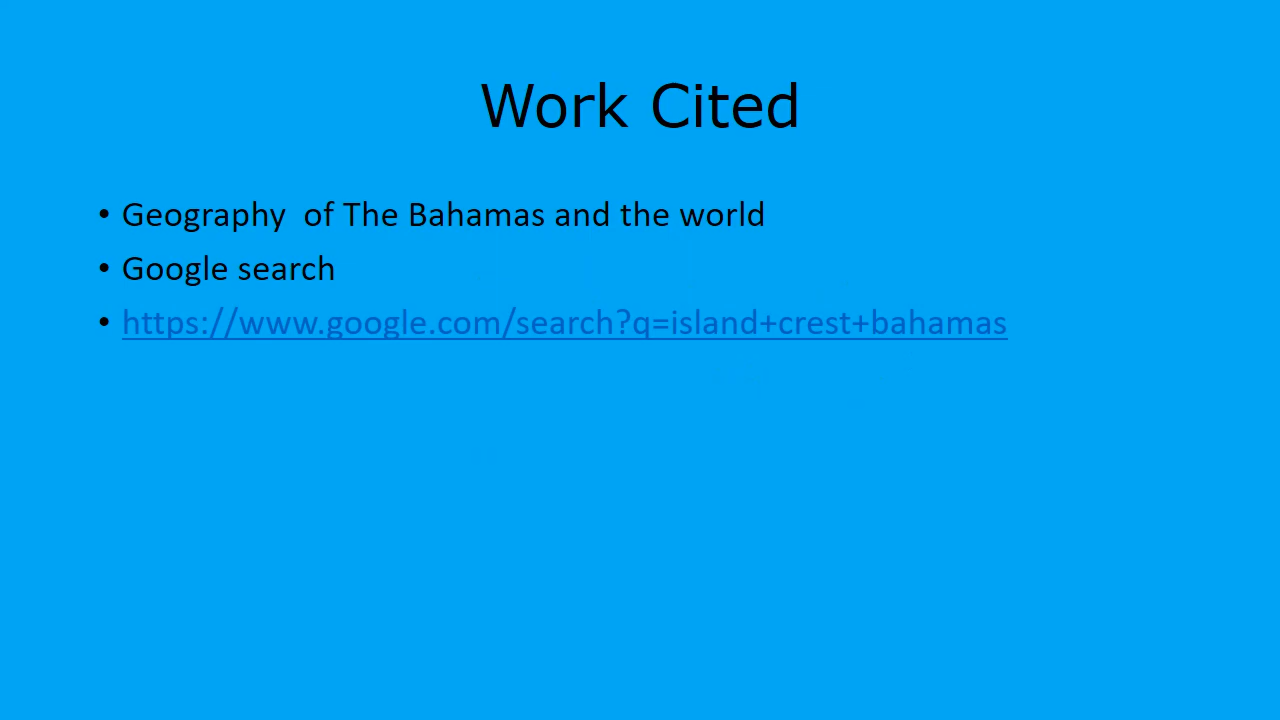 Work Cited
• Geography  of The Bahamas and the world
• Google search
• https://www.google.com/search?q=island+crest+bahamas